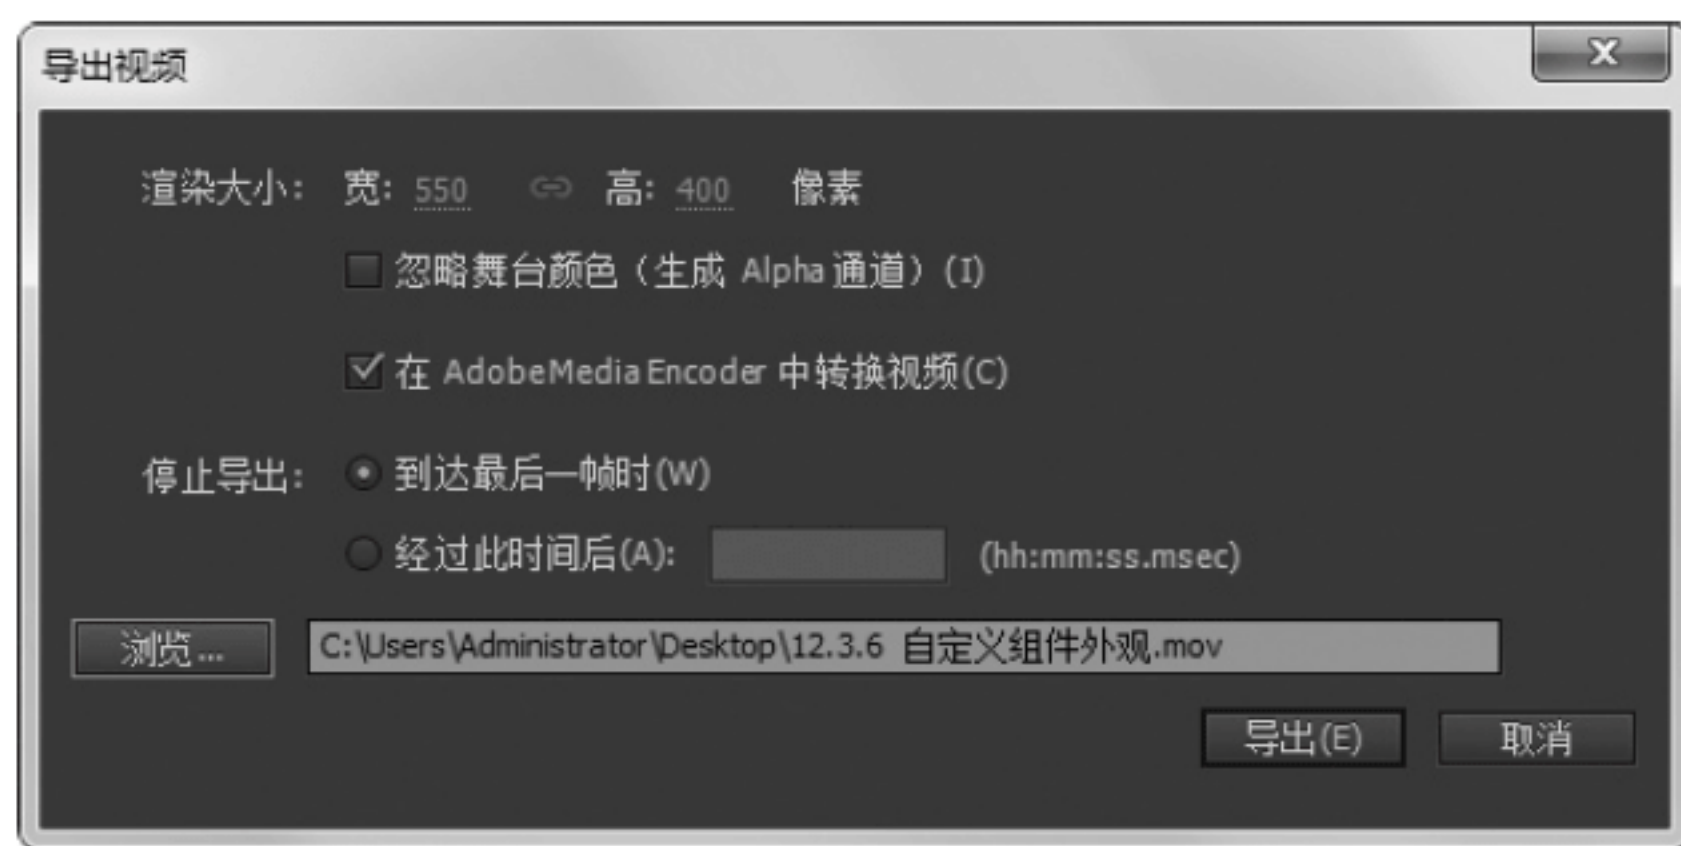 导出视频
渲染大小: 宽: 550 高: 400 像素
忽略舞台颜色（生成 Alpha 通道）(I)
在 AdobeMedia Encoder 中转换视频(C)
停止导出: 到达最后一帧时(W)
经过此时间后(A): (hh:mm:ss.msec)
浏览... C:\Users\Administrator\Desktop\12.3.6 自定义组件外观.mov
导出(E) 取消